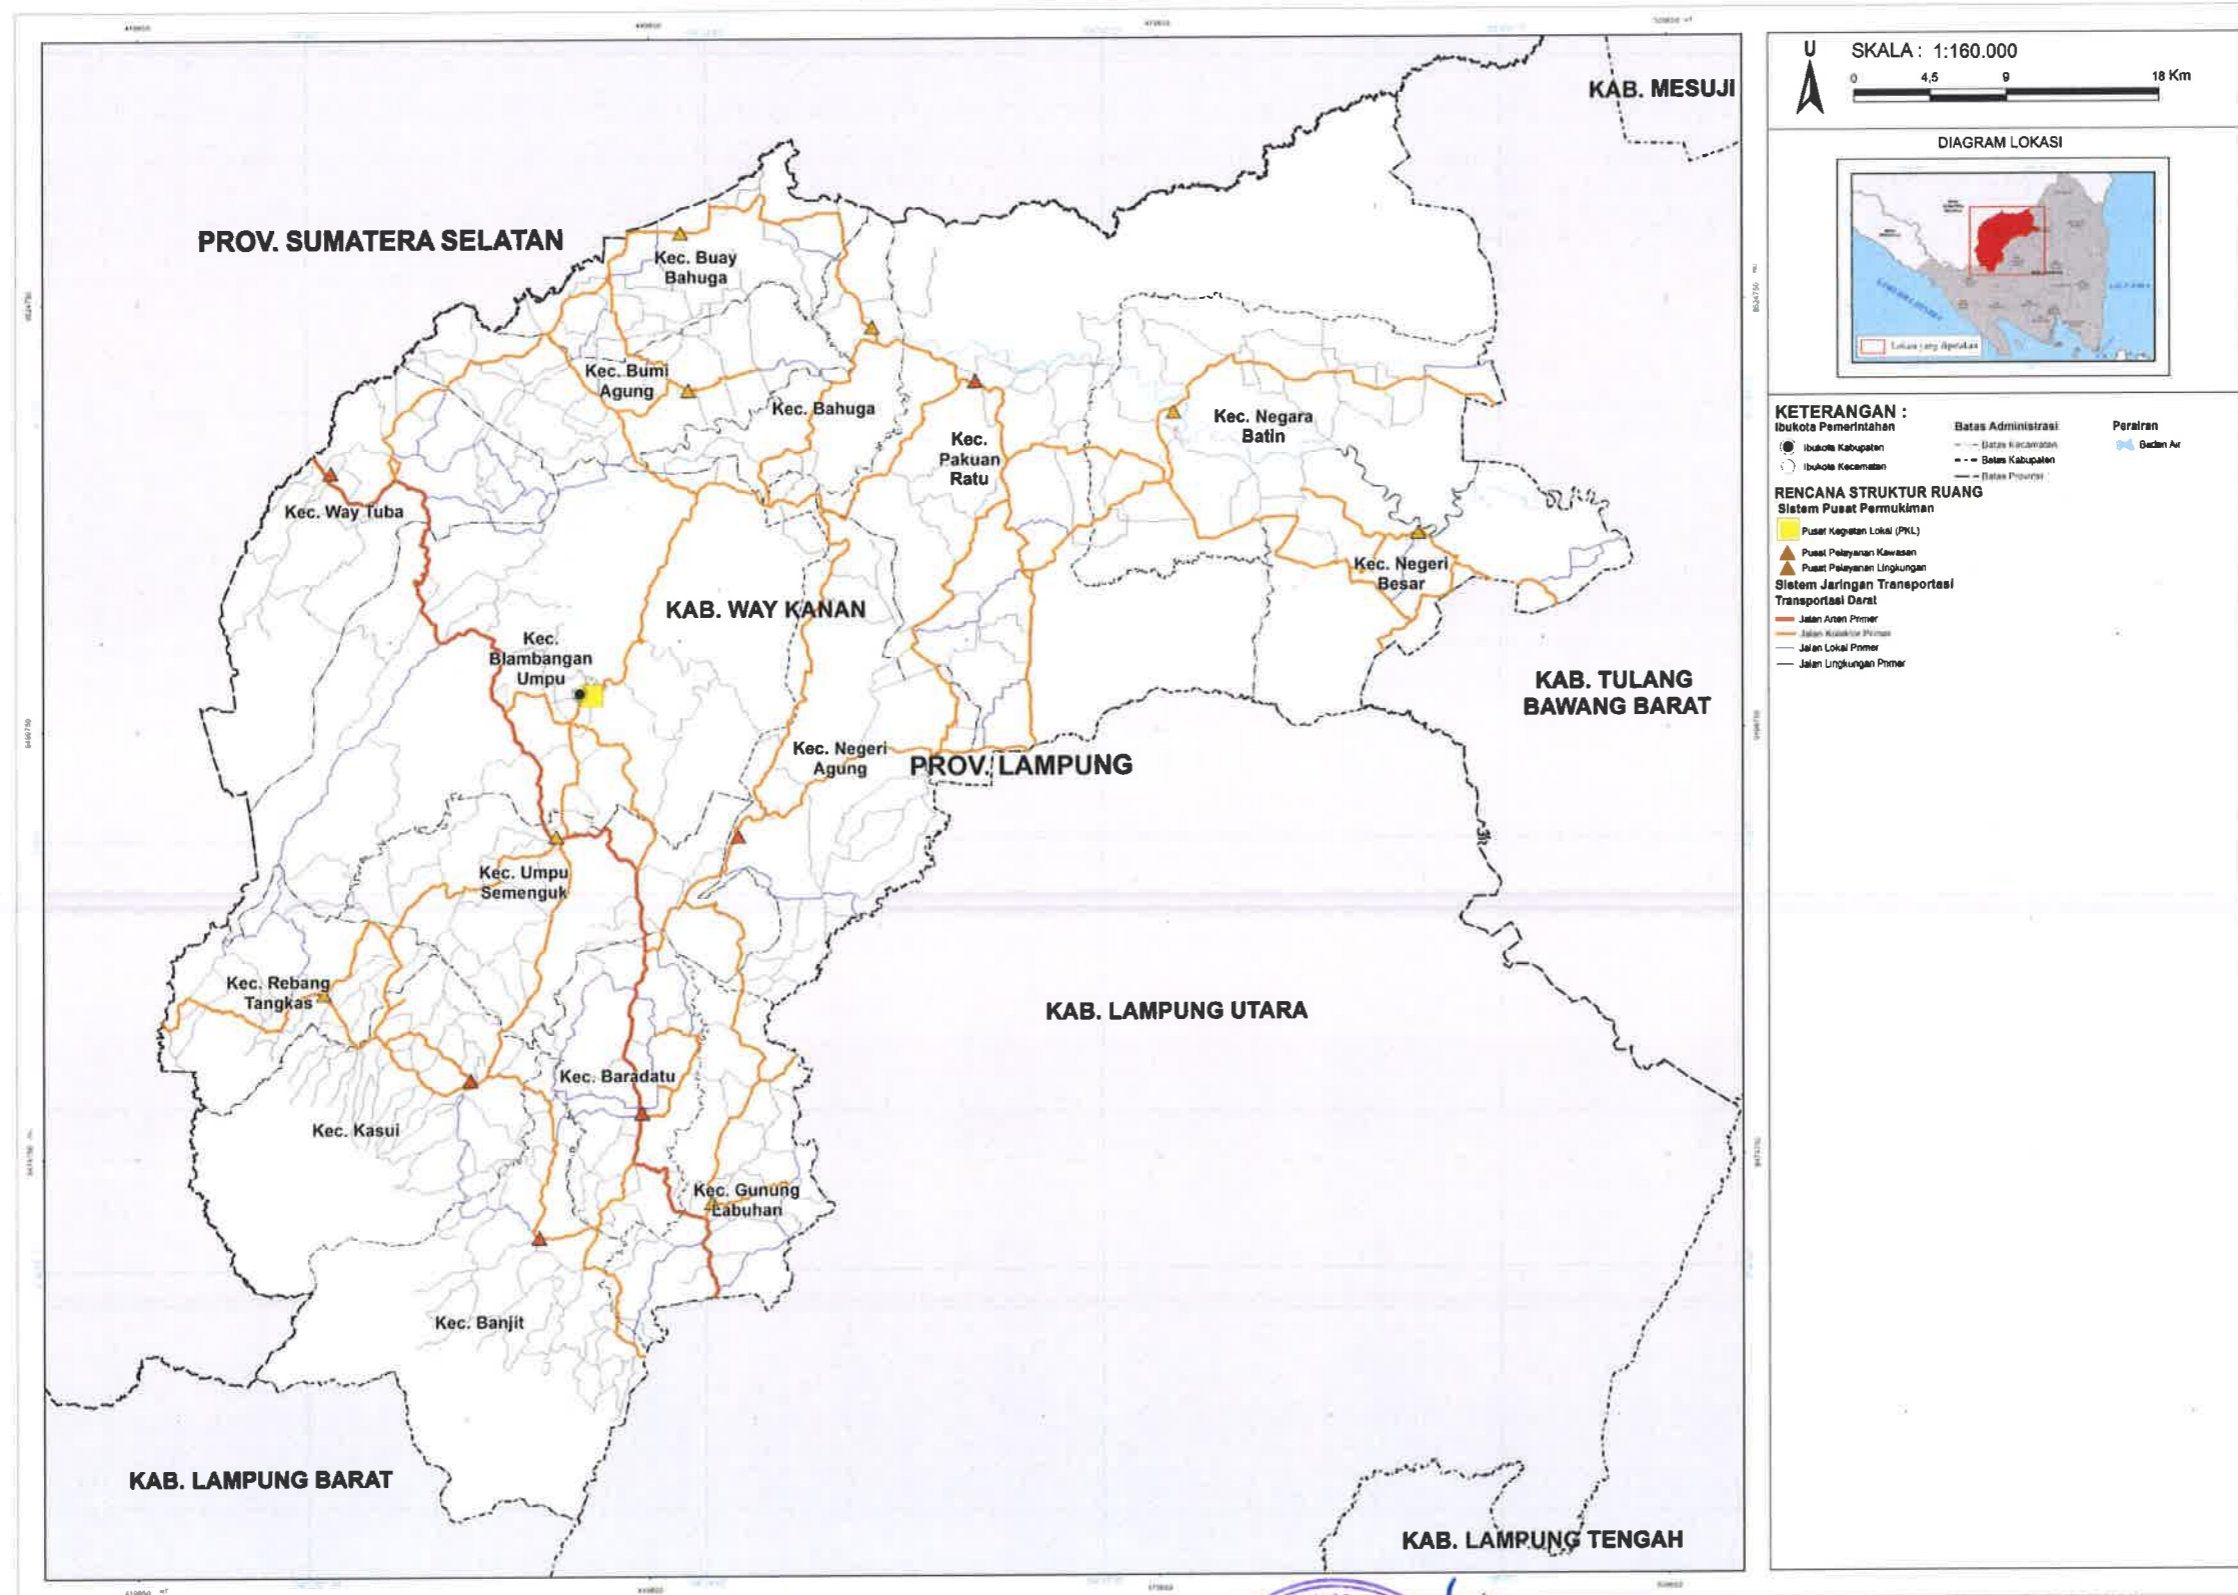 PROV. SUMATERA SELATAN
KAB. MESUJI
Kec. Buay
Bahuga
Kec. Bumi
Agung
Kec. Bahuga
Kec.
Pakuan
Ratu
Kec. Negara
Batin
Kec. Way Tuba
Kec. Negeri
Besar
KAB. WAY KANAN
Kec.
Blambangan
Umpu
KAB. TULANG
BAWANG BARAT
Kec. Negeri
Agung
PROV. LAMPUNG
Kec. Umpu
Semenguk
Kec. Rebang
Tangkas
KAB. LAMPUNG UTARA
Kec. Baradatu
Kec. Kasui
Kec. Gunung
Labuhan
Kec. Banjit
KAB. LAMPUNG BARAT
KAB. LAMPUNG TENGAH
U
SKALA : 1:160.000
0 4,5 9 18 Km
DIAGRAM LOKASI
Lokasi yang dipetakan
KETERANGAN :
Ibukota Pemerintahan
Ibukota Kabupaten
Ibukota Kecamatan
Batas Administrasi
Batas Kecamatan
Batas Kabupaten
Batas Provinsi
Perairan
Badan Air
RENCANA STRUKTUR RUANG
Sistem Pusat Permukiman
Pusat Kegiatan Lokal (PKL)
Pusat Pelayanan Kawasan
Pusat Pelayanan Lingkungan
Sistem Jaringan Transportasi
Transportasi Darat
Jalan Arteri Primer
Jalan Kolektor Primer
Jalan Lokal Primer
Jalan Lingkungan Primer